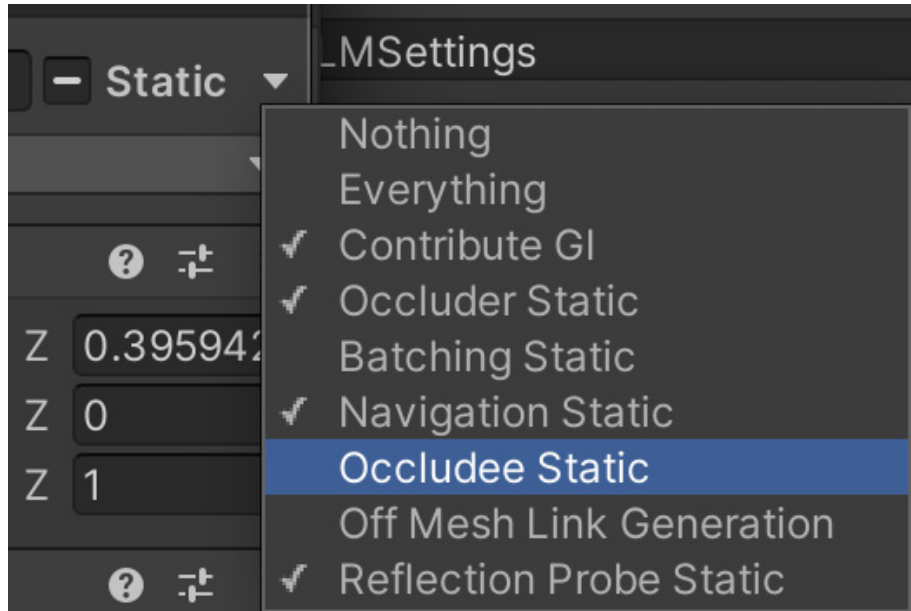 LMSettings
Static
Nothing
Everything
Contribute GI
Occluder Static
Z 0.395942
Batching Static
Z 0
Navigation Static
Z 1
Occludee Static
Off Mesh Link Generation
Reflection Probe Static